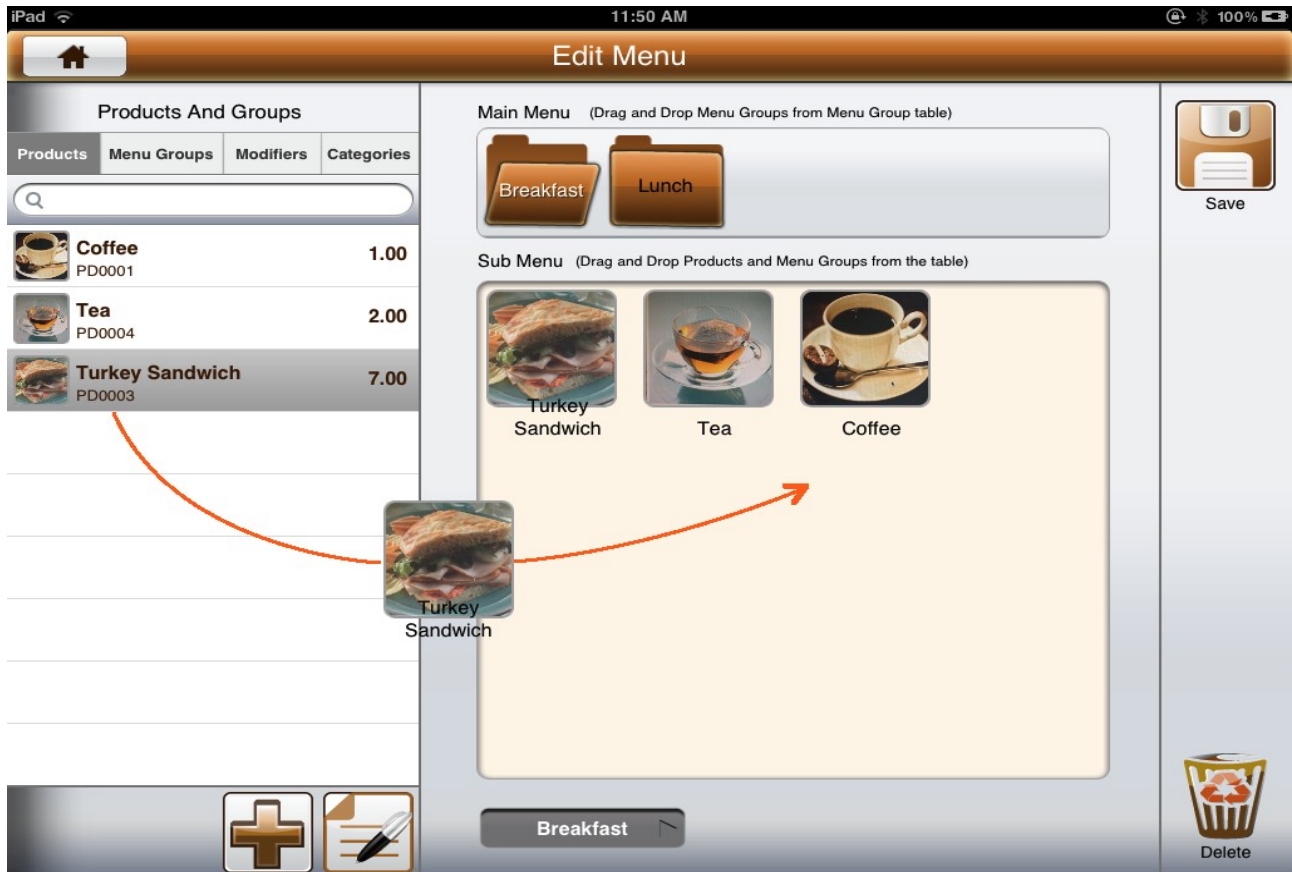 iPad 11:50 AM 100%
Edit Menu
Products And Groups
Products Menu Groups Modifiers Categories
Coffee 1.00
PD0001
Tea 2.00
PD0004
Turkey Sandwich 7.00
PD0003
Main Menu (Drag and Drop Menu Groups from Menu Group table)
Breakfast Lunch
Sub Menu (Drag and Drop Products and Menu Groups from the table)
Turkey
Sandwich Tea Coffee
Turkey
Sandwich
Breakfast
Save
Delete